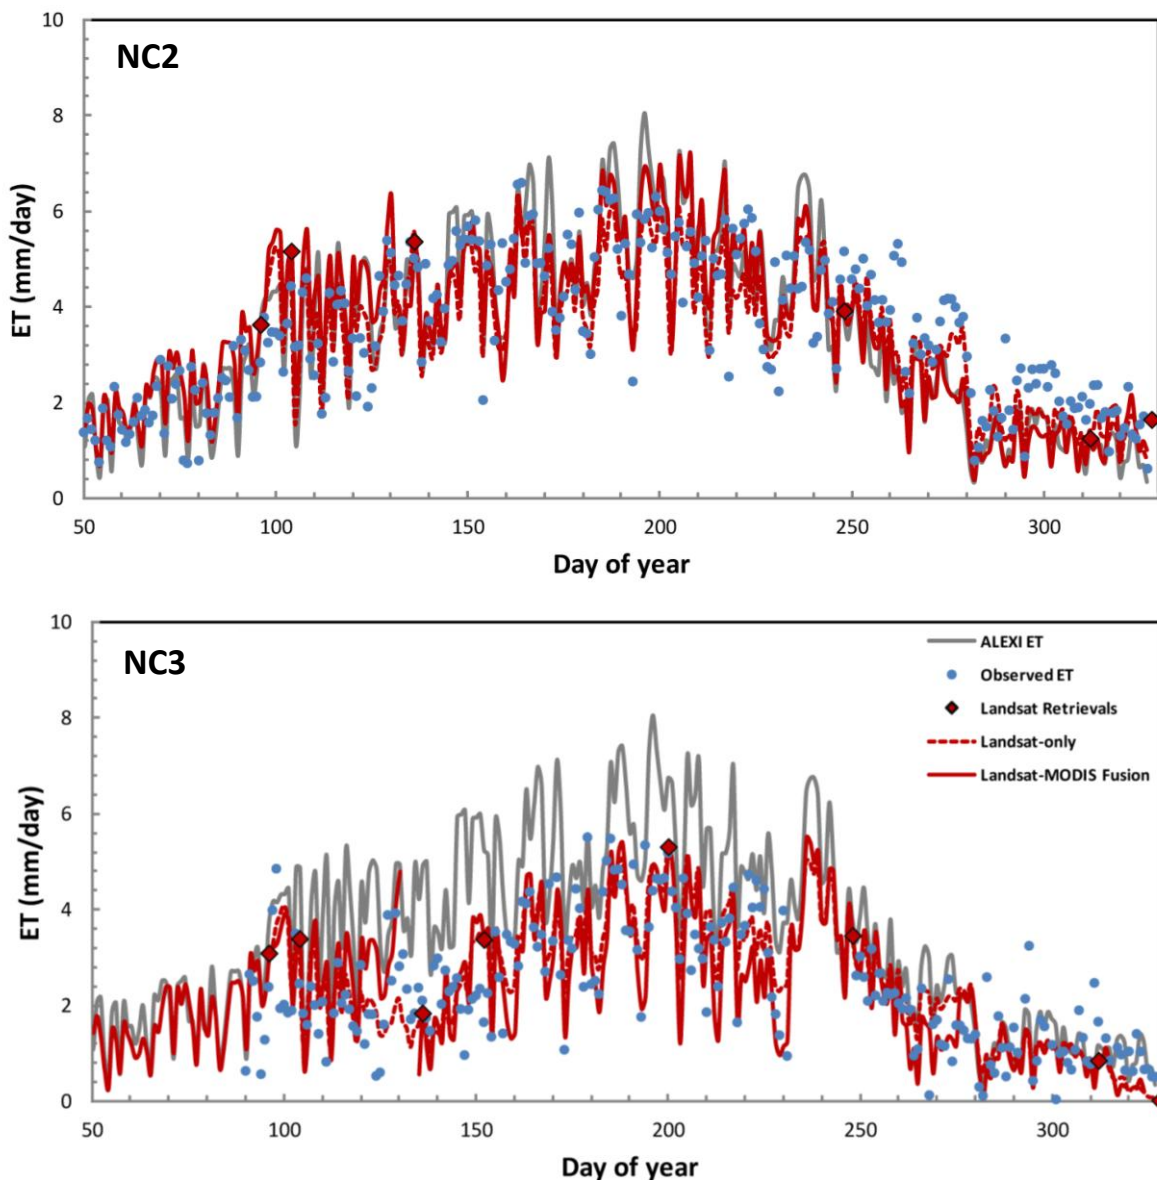 NC2
ET (mm/day)
10
8
6
4
2
0
50 100 150 200 250 300
Day of year
NC3
ET (mm/day)
10
8
6
4
2
0
ALEXI ET
Observed ET
Landsat Retrievals
Landsat-only
Landsat-MODIS Fusion
50 100 150 200 250 300
Day of year